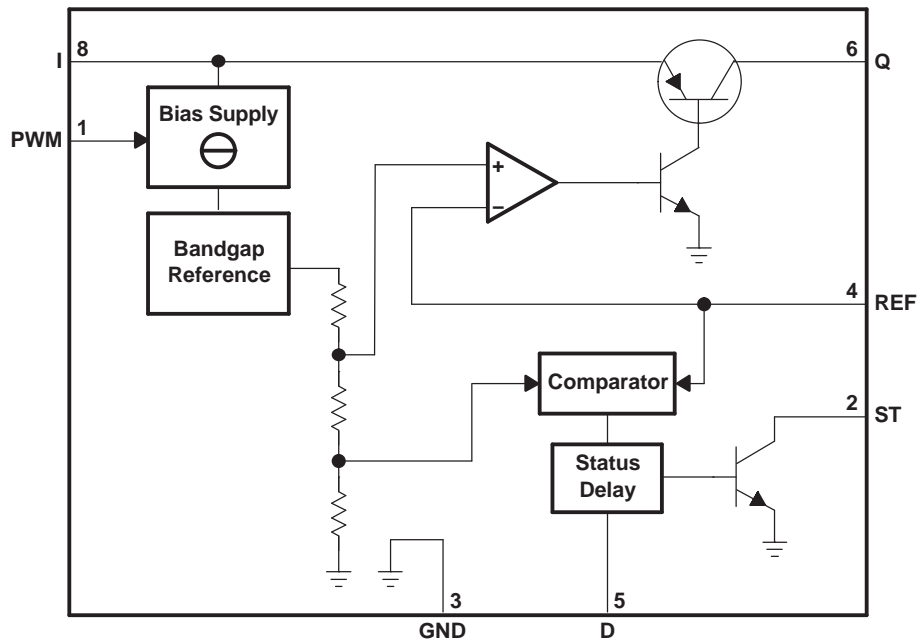 I
8
6
Q
PWM
1
Bias Supply
+
−
Bandgap
Reference
4
REF
Comparator
2
ST
Status
Delay
3
5
GND
D